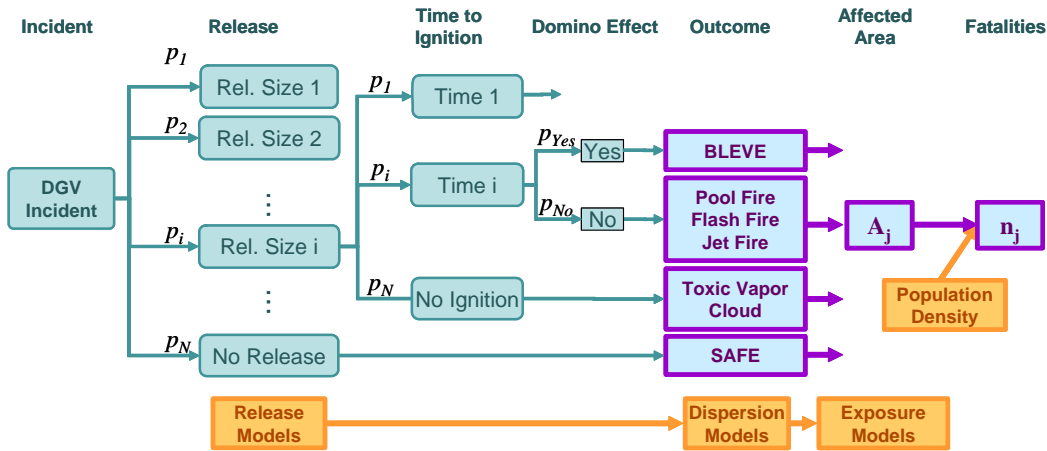 Incident
Release
Time to
Ignition
Domino Effect
Outcome
Affected
Area
Fatalities
p1
Rel. Size 1
p2
Rel. Size 2
DGV
Incident
⋮
pi
Rel. Size i
⋮
pN
No Release
p1
Time 1
pi
Time i
pN
No Ignition
pYes
Yes
pNo
No
BLEVE
Pool Fire
Flash Fire
Jet Fire
Toxic Vapor
Cloud
SAFE
Aj
nj
Population
Density
Release
Models
Dispersion
Models
Exposure
Models